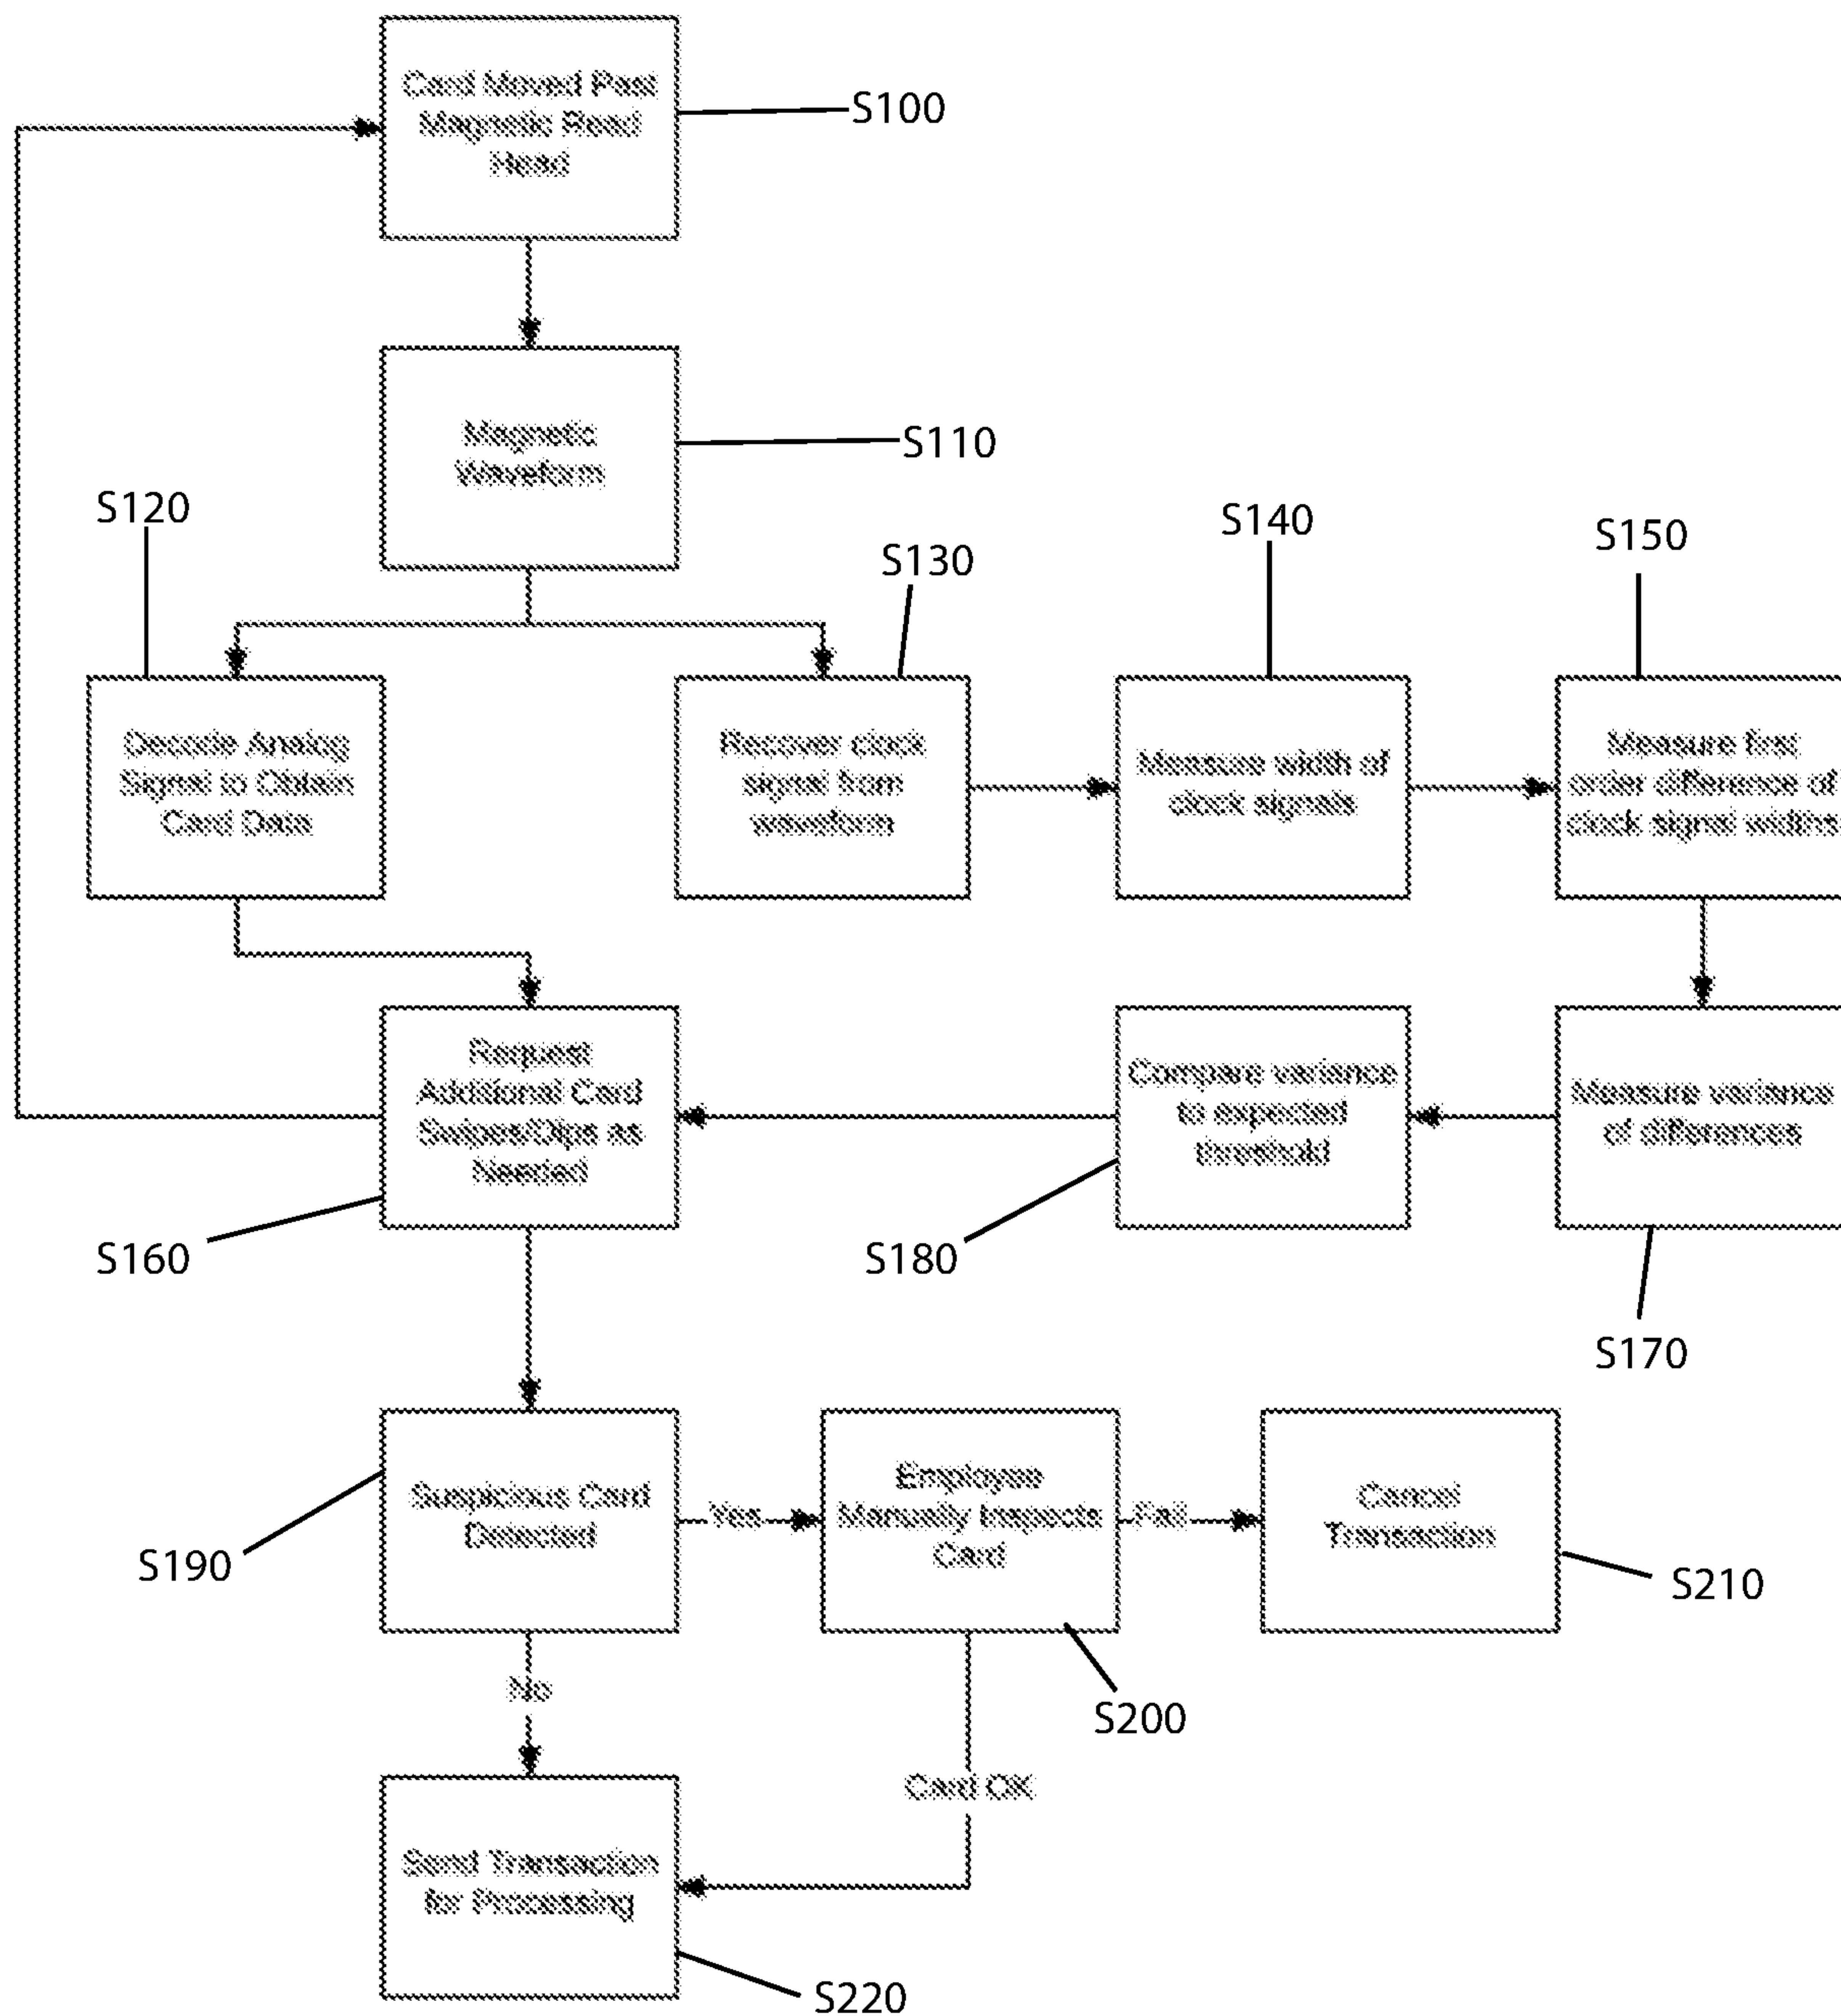 Card Moved Past
Magnetic Read
Head
S100
Magnetic
Waveform
S110
S120
S130
S140
S150
Decode Analog
Signal to Obtain
Card Data
Recover clock
signal from
waveform
Measure width of
clock signals
Measure first
order difference of
clock signal widths
Request
Additional Card
Swipes/Dips as
Needed
Compare variance
to expected
threshold
Measure variance
of differences
S160
S180
S170
Suspicious Card
Detected
Yes
Employee
Manually Inspects
Card
Fail
Cancel
Transaction
S190
S210
No
S200
Card OK
Send Transaction
for Processing
S220